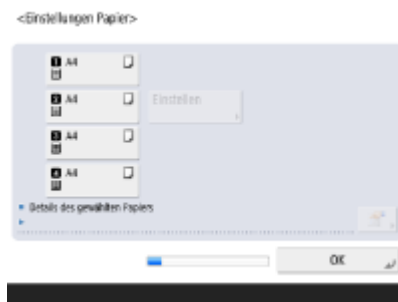 <Einstellungen Papier>
1 A4
2 A4
Einstellen
3 A4
4 A4
Details des gewählten Papiers
OK